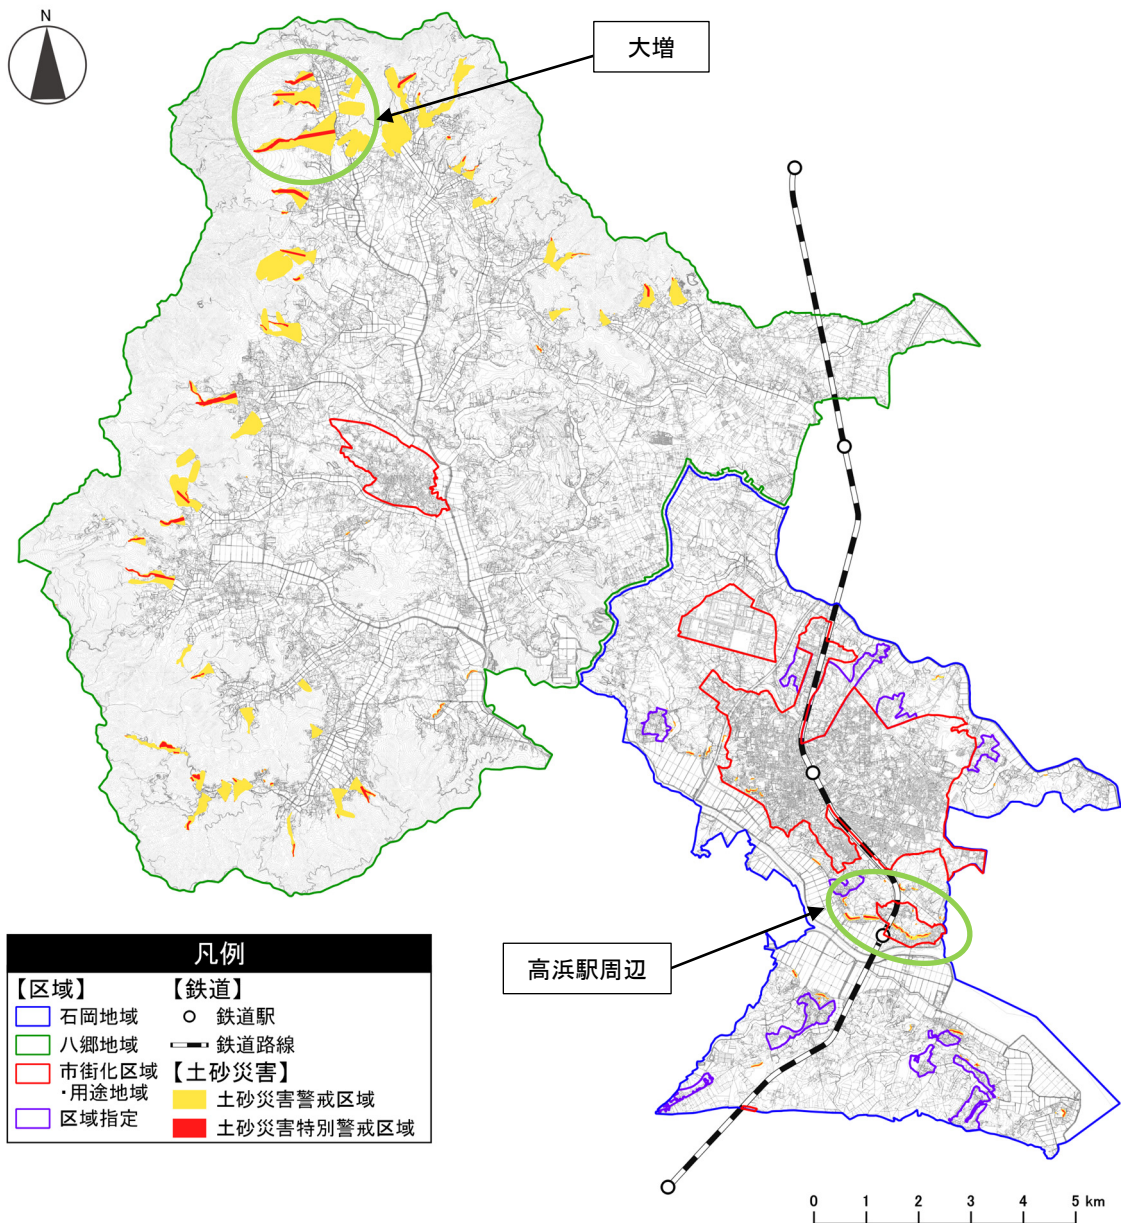 N
大増
高浜駅周辺
凡例
【区域】
石岡地域
八郷地域
市街化区域
・用途地域
区域指定
【鉄道】
鉄道駅
鉄道路線
【土砂災害】
土砂災害警戒区域
土砂災害特別警戒区域
0 1 2 3 4 5 km